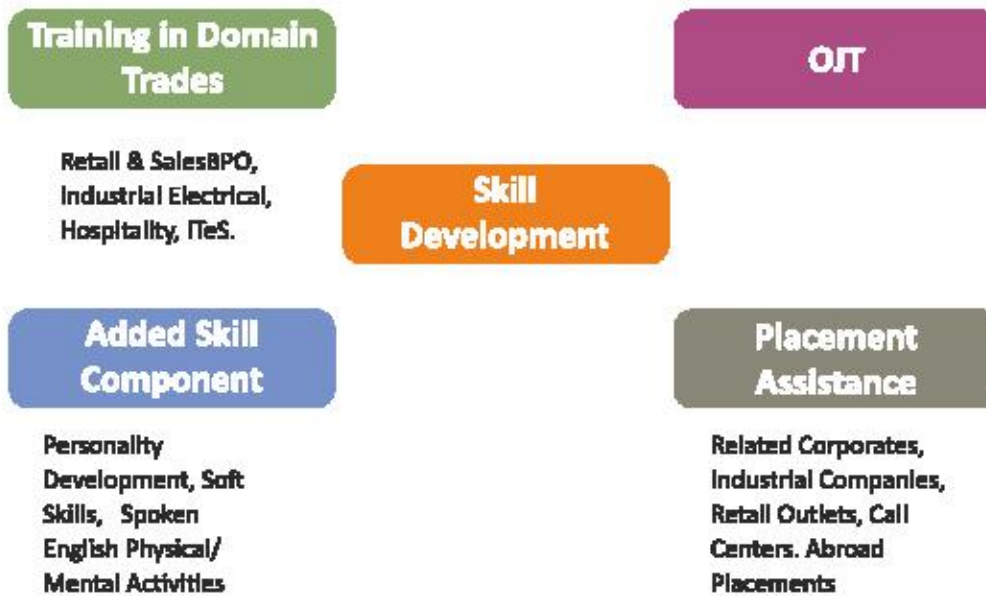 Training in Domain
Trades
Retail & SalesBPO,
Industrial Electrical,
Hospitality, ITeS.
OJT
Skill
Development
Added Skill
Component
Personality
Development, Soft
Skills, Spoken
English Physical/
Mental Activities
Placement
Assistance
Related Corporates,
Industrial Companies,
Retail Outlets, Call
Centers. Abroad
Placements